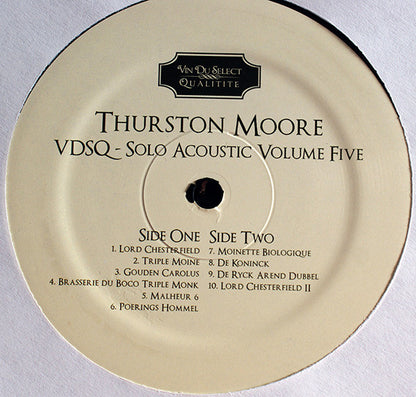 Vin Du Select
Qualitite
Thurston Moore
VDSQ - Solo Acoustic Volume Five
Side One
1. Lord Chesterfield
2. Triple Moine
3. Gouden Carolus
4. Brasserie du Boco Triple Monk
5. Malheur 6
6. Poerings Hommel
Side Two
7. Moinette Biologique
8. De Koninck
9. De Ryck Arend Dubbel
10. Lord Chesterfield II